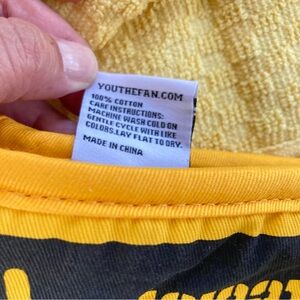 YOUTHEFAN.COM
100% COTTON
CARE INSTRUCTIONS:
MACHINE WASH COLD ON
GENTLE CYCLE WITH LIKE
COLORS.LAY FLAT TO DRY.
MADE IN CHINA